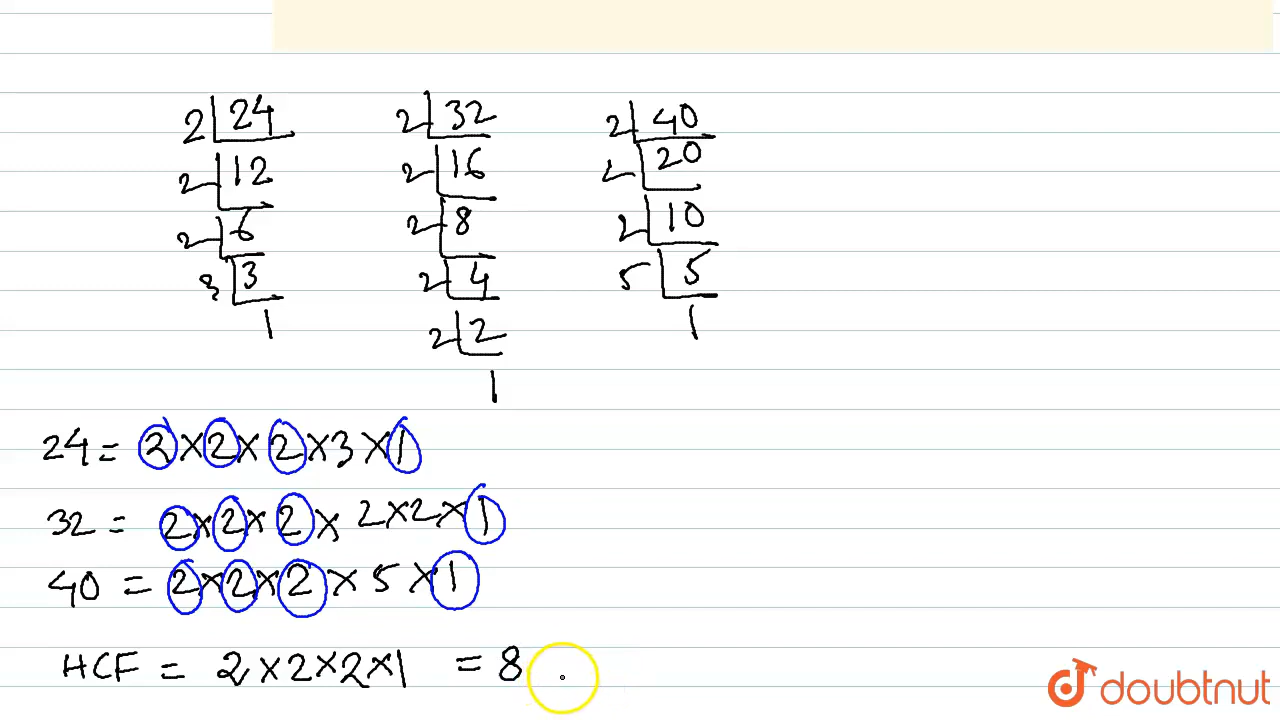 2 24 2 32 2 40
2 12 2 16 2 20
2 6 2 8 2 10
3 3 2 4 5 5
1 2 2 1
1
24 = 2 × 2 × 2 × 3 × 1
32 = 2 × 2 × 2 × 2 × 2 × 1
40 = 2 × 2 × 2 × 5 × 1
HCF = 2 × 2 × 2 × 1 = 8
doubtnut